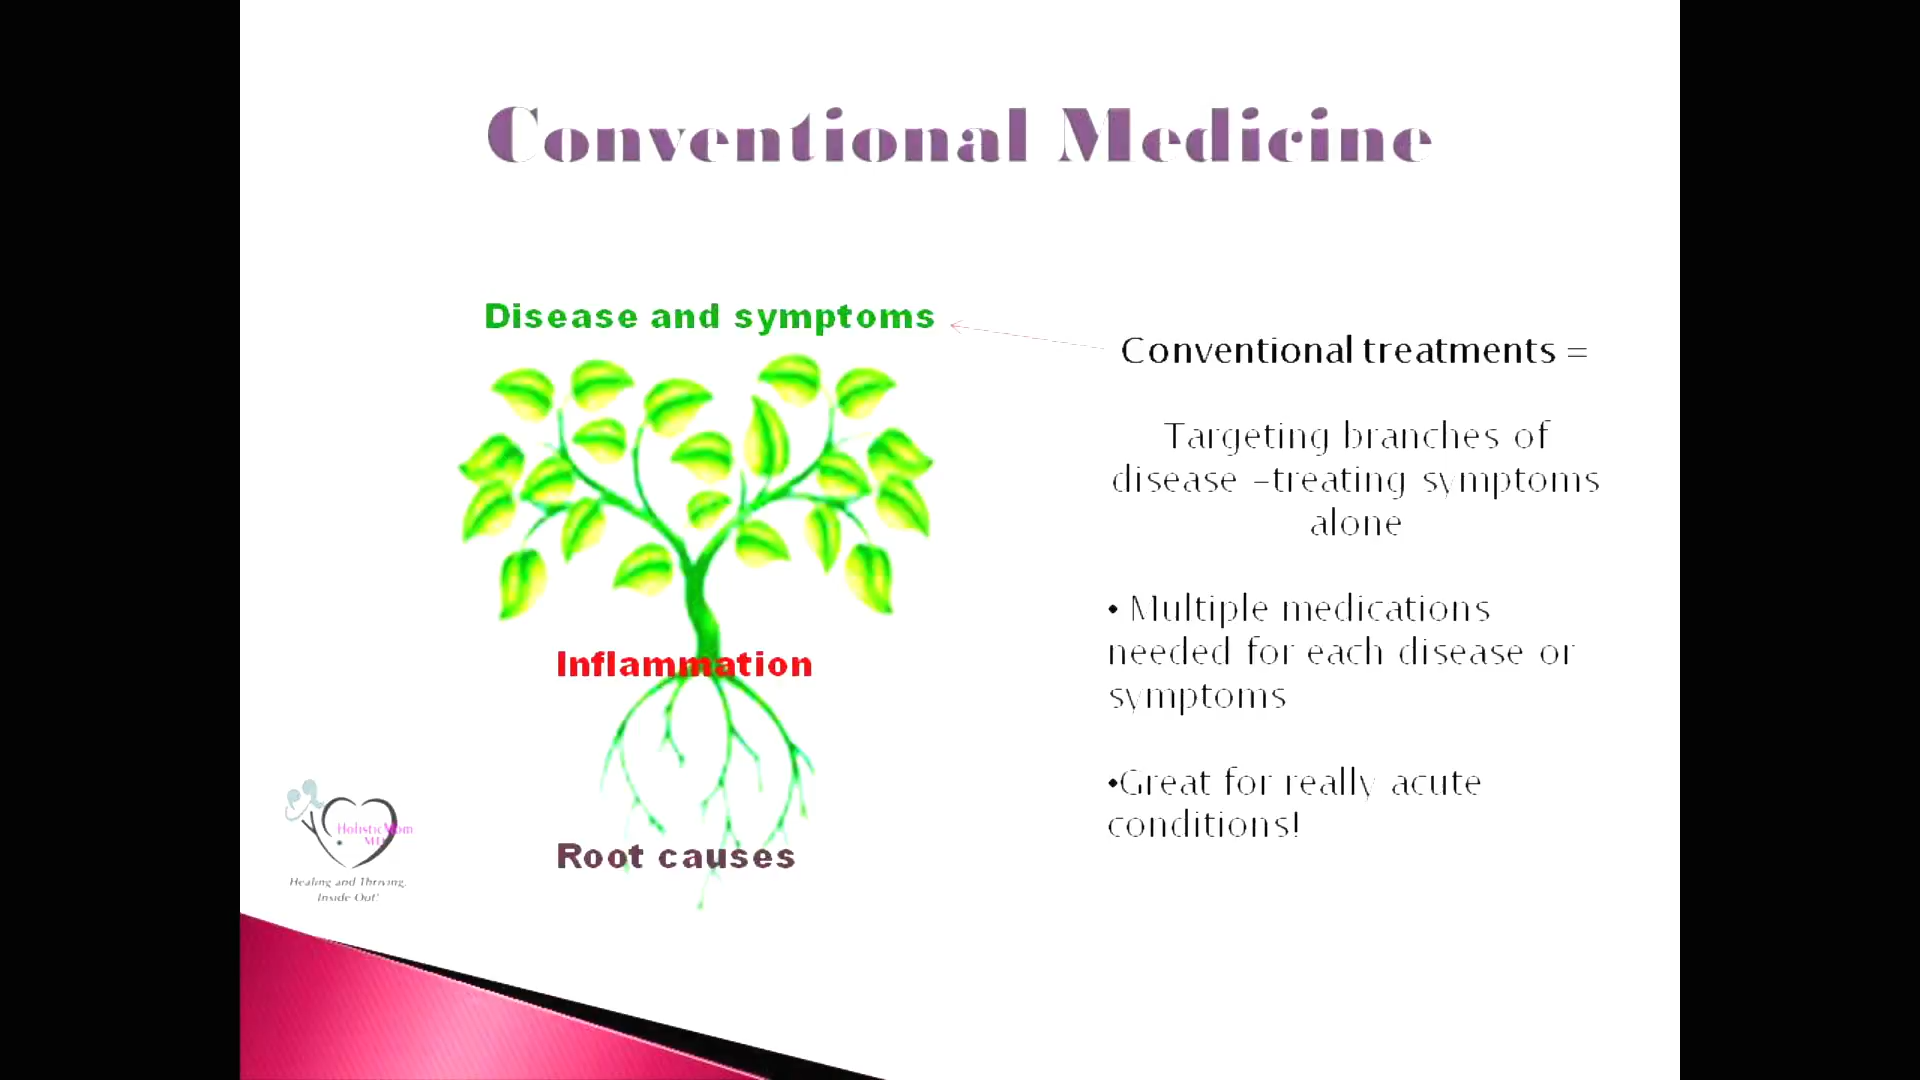 Conventional Medicine
Disease and symptoms
Conventional treatments =
Targeting branches of
disease -treating symptoms
alone
• Multiple medications
needed for each disease or
symptoms
•Great for really acute
conditions!
Inflammation
Root causes
HolisticMom
MD
Healing and Thriving,
Inside Out!